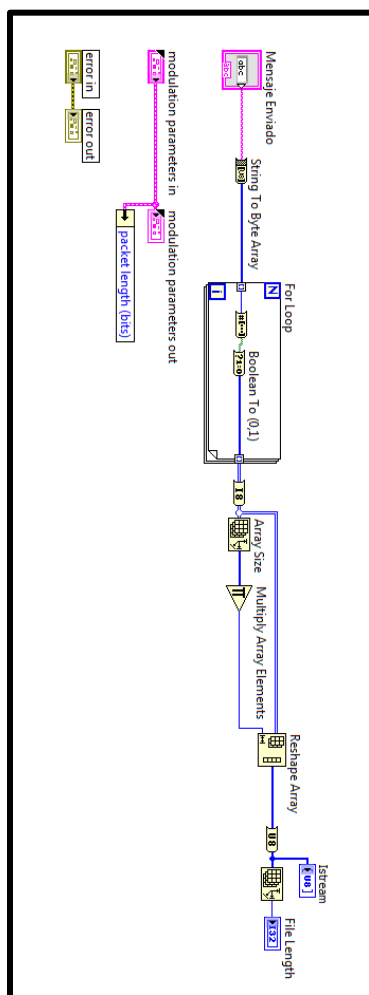 Mensaje Enviado
abc
abc
String To Byte Array
[U8]
For Loop
N
i
#[...]
Boolean To (0,1)
?1:0
I8
Array Size
Multiply Array Elements
Π
Reshape Array
U8
Istream
U8
File Length
I32
modulation parameters in
modulation parameters out
packet length (bits)
error in
error out